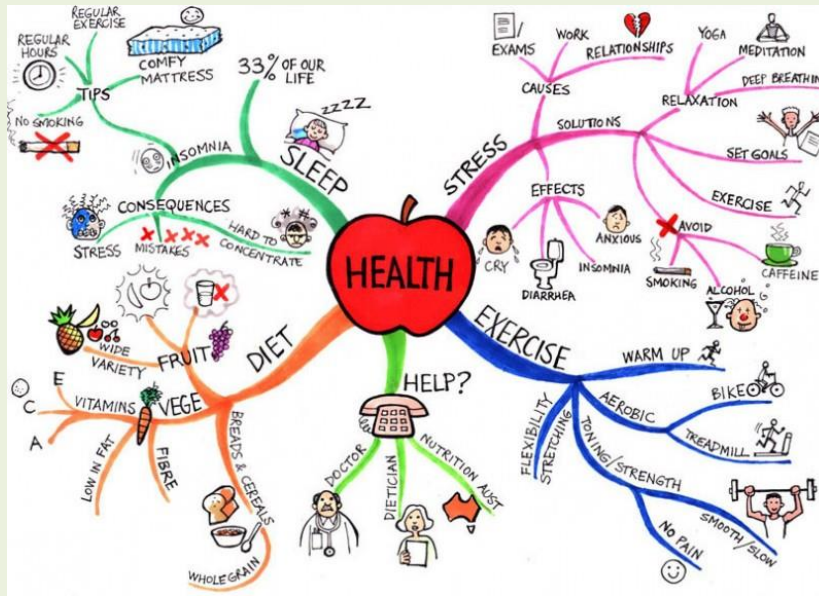 HEALTH
SLEEP
33% OF OUR
LIFE
ZZZZ
INSOMNIA
TIPS
REGULAR
EXERCISE
REGULAR
HOURS
COMFY
MATTRESS
NO SMOKING
CONSEQUENCES
STRESS
MISTAKES
HARD TO
CONCENTRATE
STRESS
CAUSES
EXAMS
WORK
RELATIONSHIPS
SOLUTIONS
RELAXATION
YOGA
MEDITATION
DEEP BREATHIN
SET GOALS
EXERCISE
AVOID
SMOKING
ALCOHOL
CAFFEINE
EFFECTS
CRY
DIARRHEA
INSOMNIA
ANXIOUS
EXERCISE
WARM UP
AEROBIC
BIKE
TREADMILL
TONING/STRENGTH
SMOOTH/SLOW
NO PAIN
FLEXIBILITY
STRETCHING
HELP?
DOCTOR
DIETICIAN
NUTRITION AUST
DIET
FRUIT
WIDE
VARIETY
VEGE
VITAMINS
E
C
A
LOW IN FAT
FIBRE
BREADS & CEREALS
WHOLEGRAIN